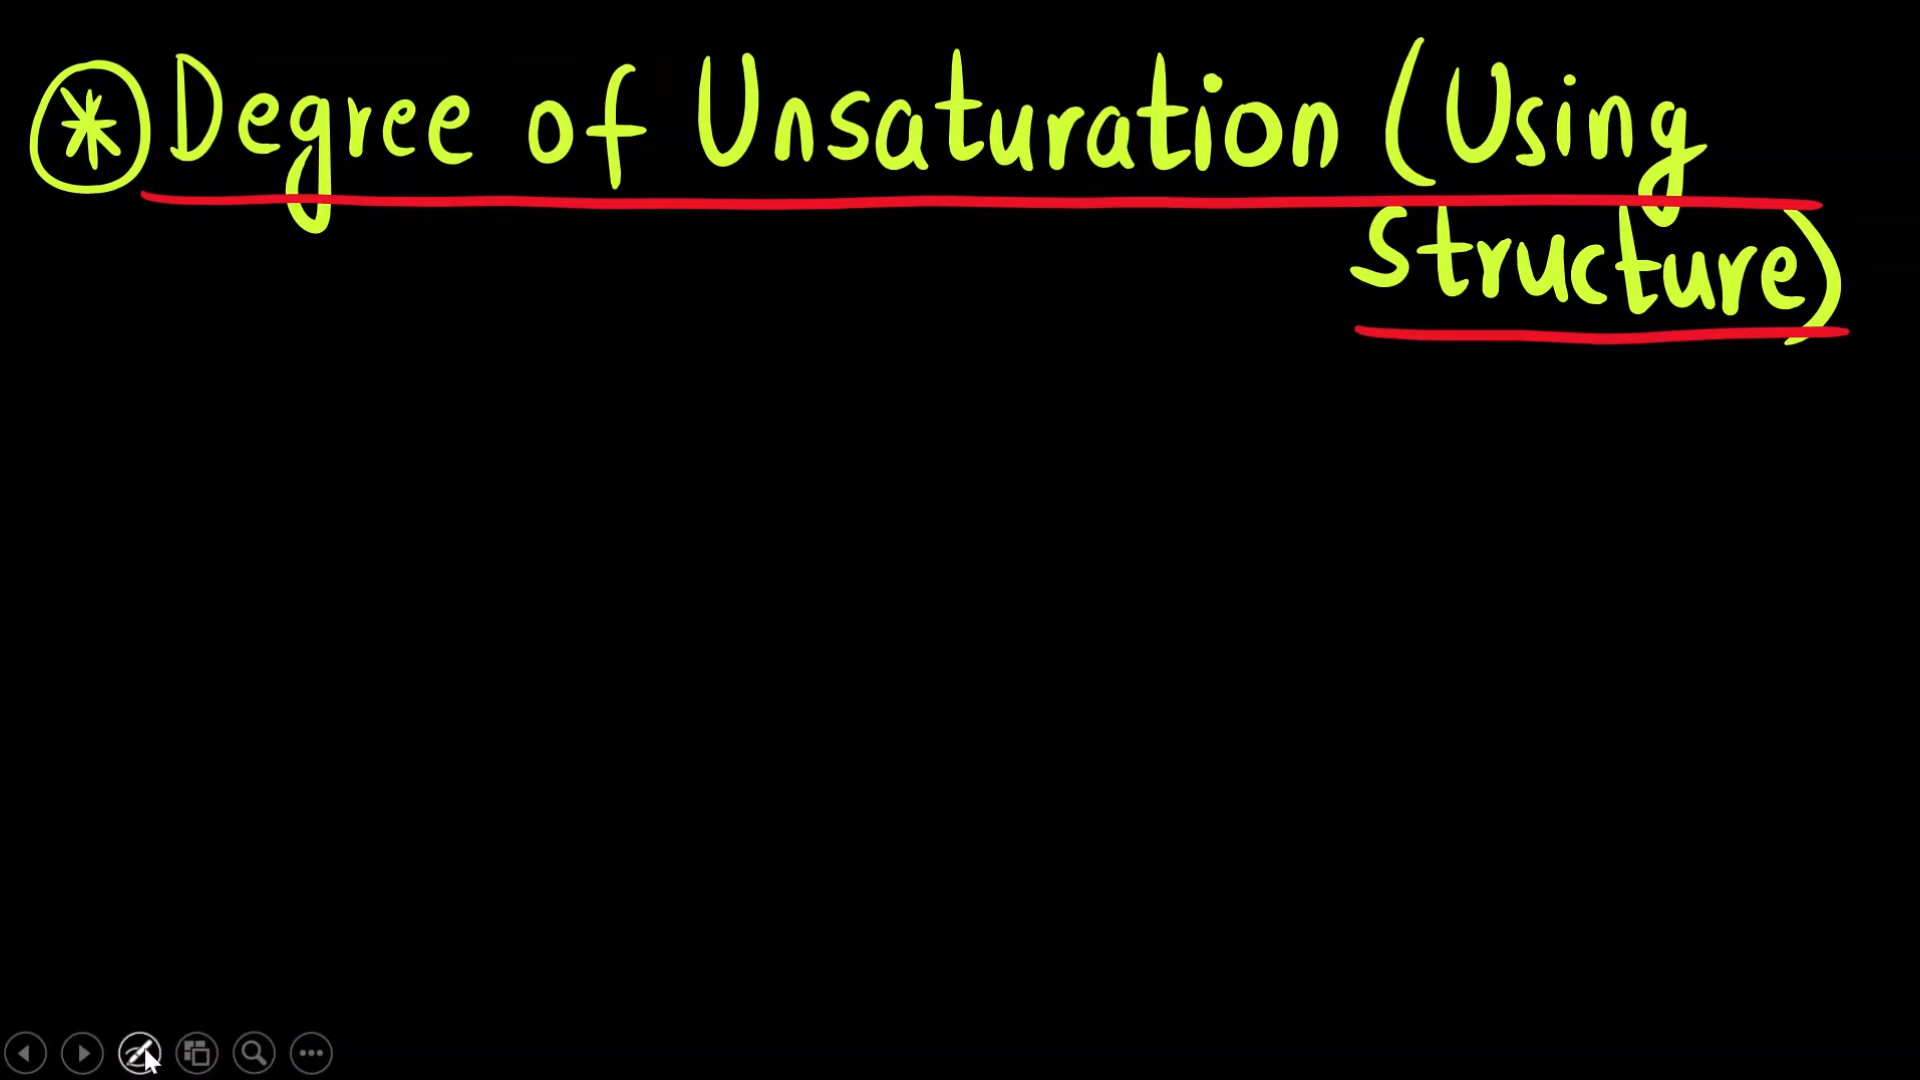 * Degree of Unsaturation (Using
Structure)